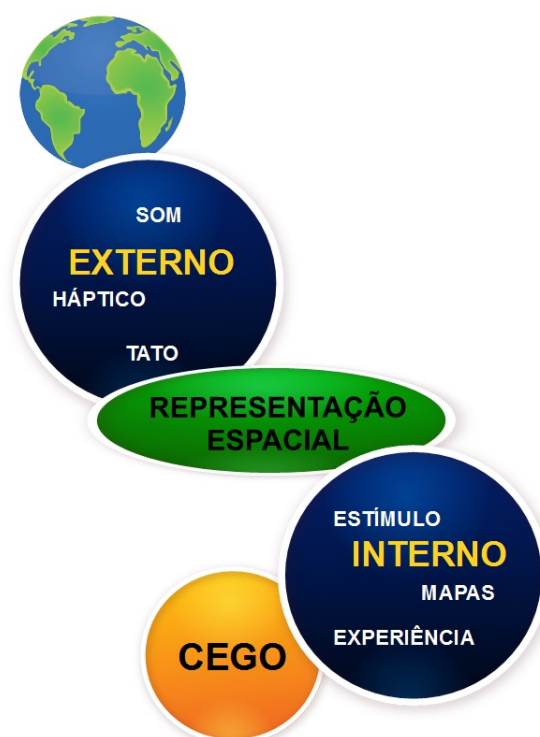 SOM
EXTERNO
HÁPTICO
TATO
REPRESENTAÇÃO
ESPACIAL
ESTÍMULO
INTERNO
MAPAS
EXPERIÊNCIA
CEGO